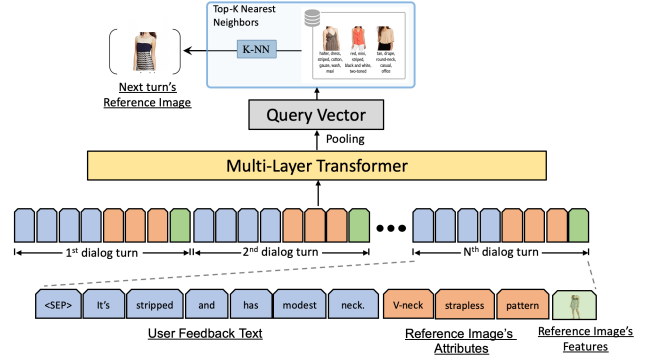 Top-K Nearest
Neighbors
K-NN
halter, dress,
striped, cotton,
gauze, wash,
maxi
red, mini,
striped,
black and white,
two-toned
tan, drape,
round-neck,
casual,
office
Next turn's
Reference Image
Query Vector
Pooling
Multi-Layer Transformer
1st dialog turn
2nd dialog turn
Nth dialog turn
<SEP> It's stripped and has modest neck. V-neck strapless pattern
User Feedback Text
Reference Image's
Attributes
Reference Image's
Features